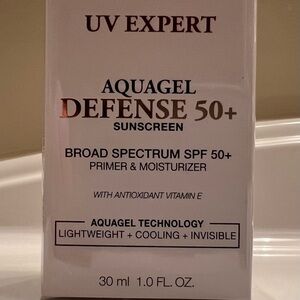 UV EXPERT
AQUAGEL
DEFENSE 50+
SUNSCREEN
BROAD SPECTRUM SPF 50+
PRIMER & MOISTURIZER
WITH ANTIOXIDANT VITAMIN E
AQUAGEL TECHNOLOGY
LIGHTWEIGHT + COOLING + INVISIBLE
30 ml 1.0 FL. OZ.